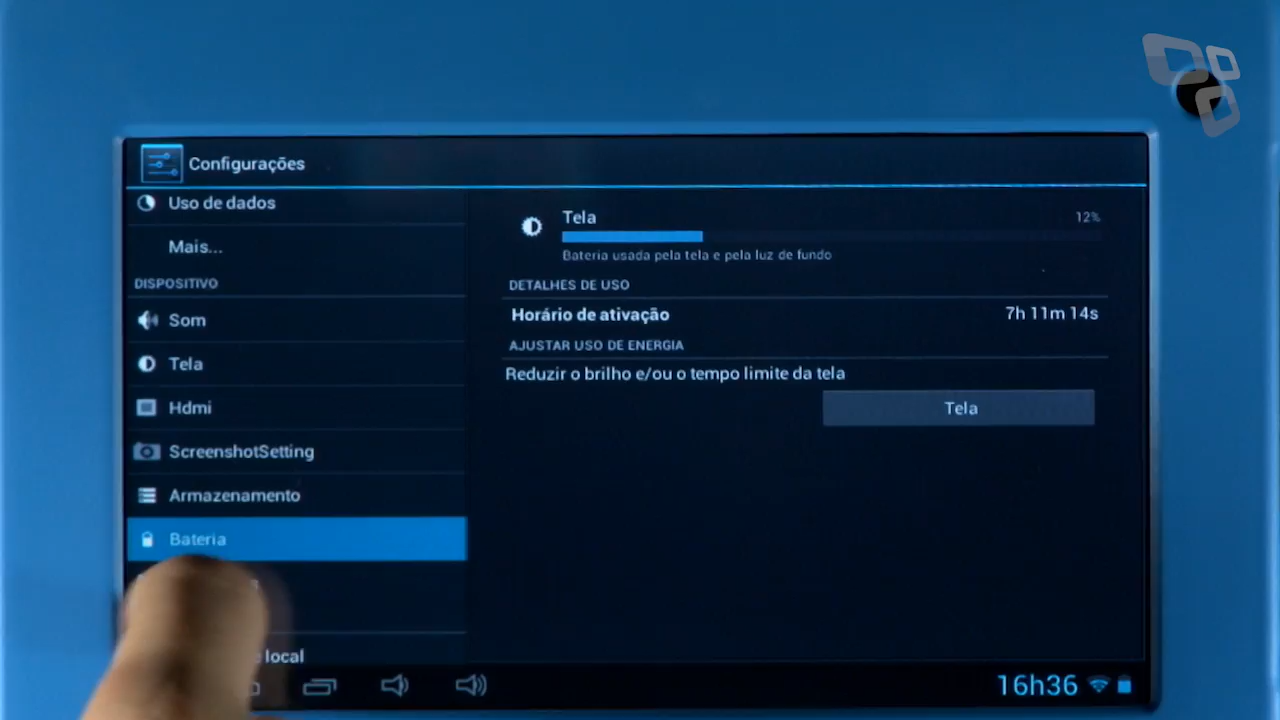 Configurações
Uso de dados
Mais...
DISPOSITIVO
Som
Tela
Hdmi
ScreenshotSetting
Armazenamento
Bateria
local
Tela
12%
Bateria usada pela tela e pela luz de fundo
DETALHES DE USO
Horário de ativação
7h 11m 14s
AJUSTAR USO DE ENERGIA
Reduzir o brilho e/ou o tempo limite da tela
Tela
16h36